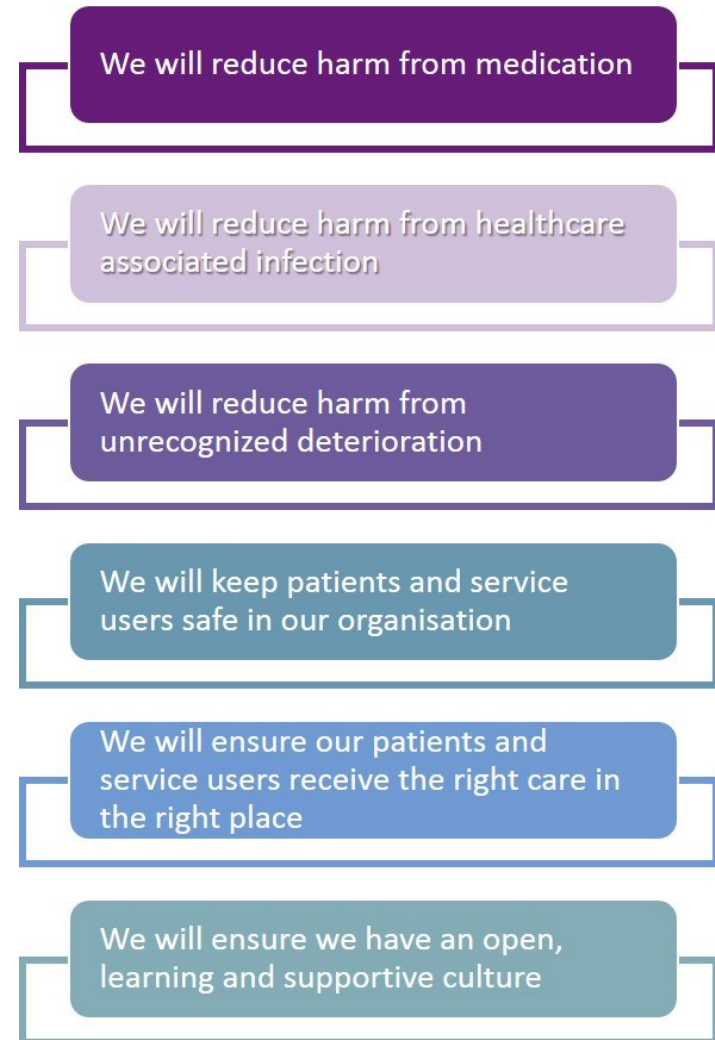 We will reduce harm from medication
We will reduce harm from healthcare
associated infection
We will reduce harm from
unrecognized deterioration
We will keep patients and service
users safe in our organisation
We will ensure our patients and
service users receive the right care in
the right place
We will ensure we have an open,
learning and supportive culture